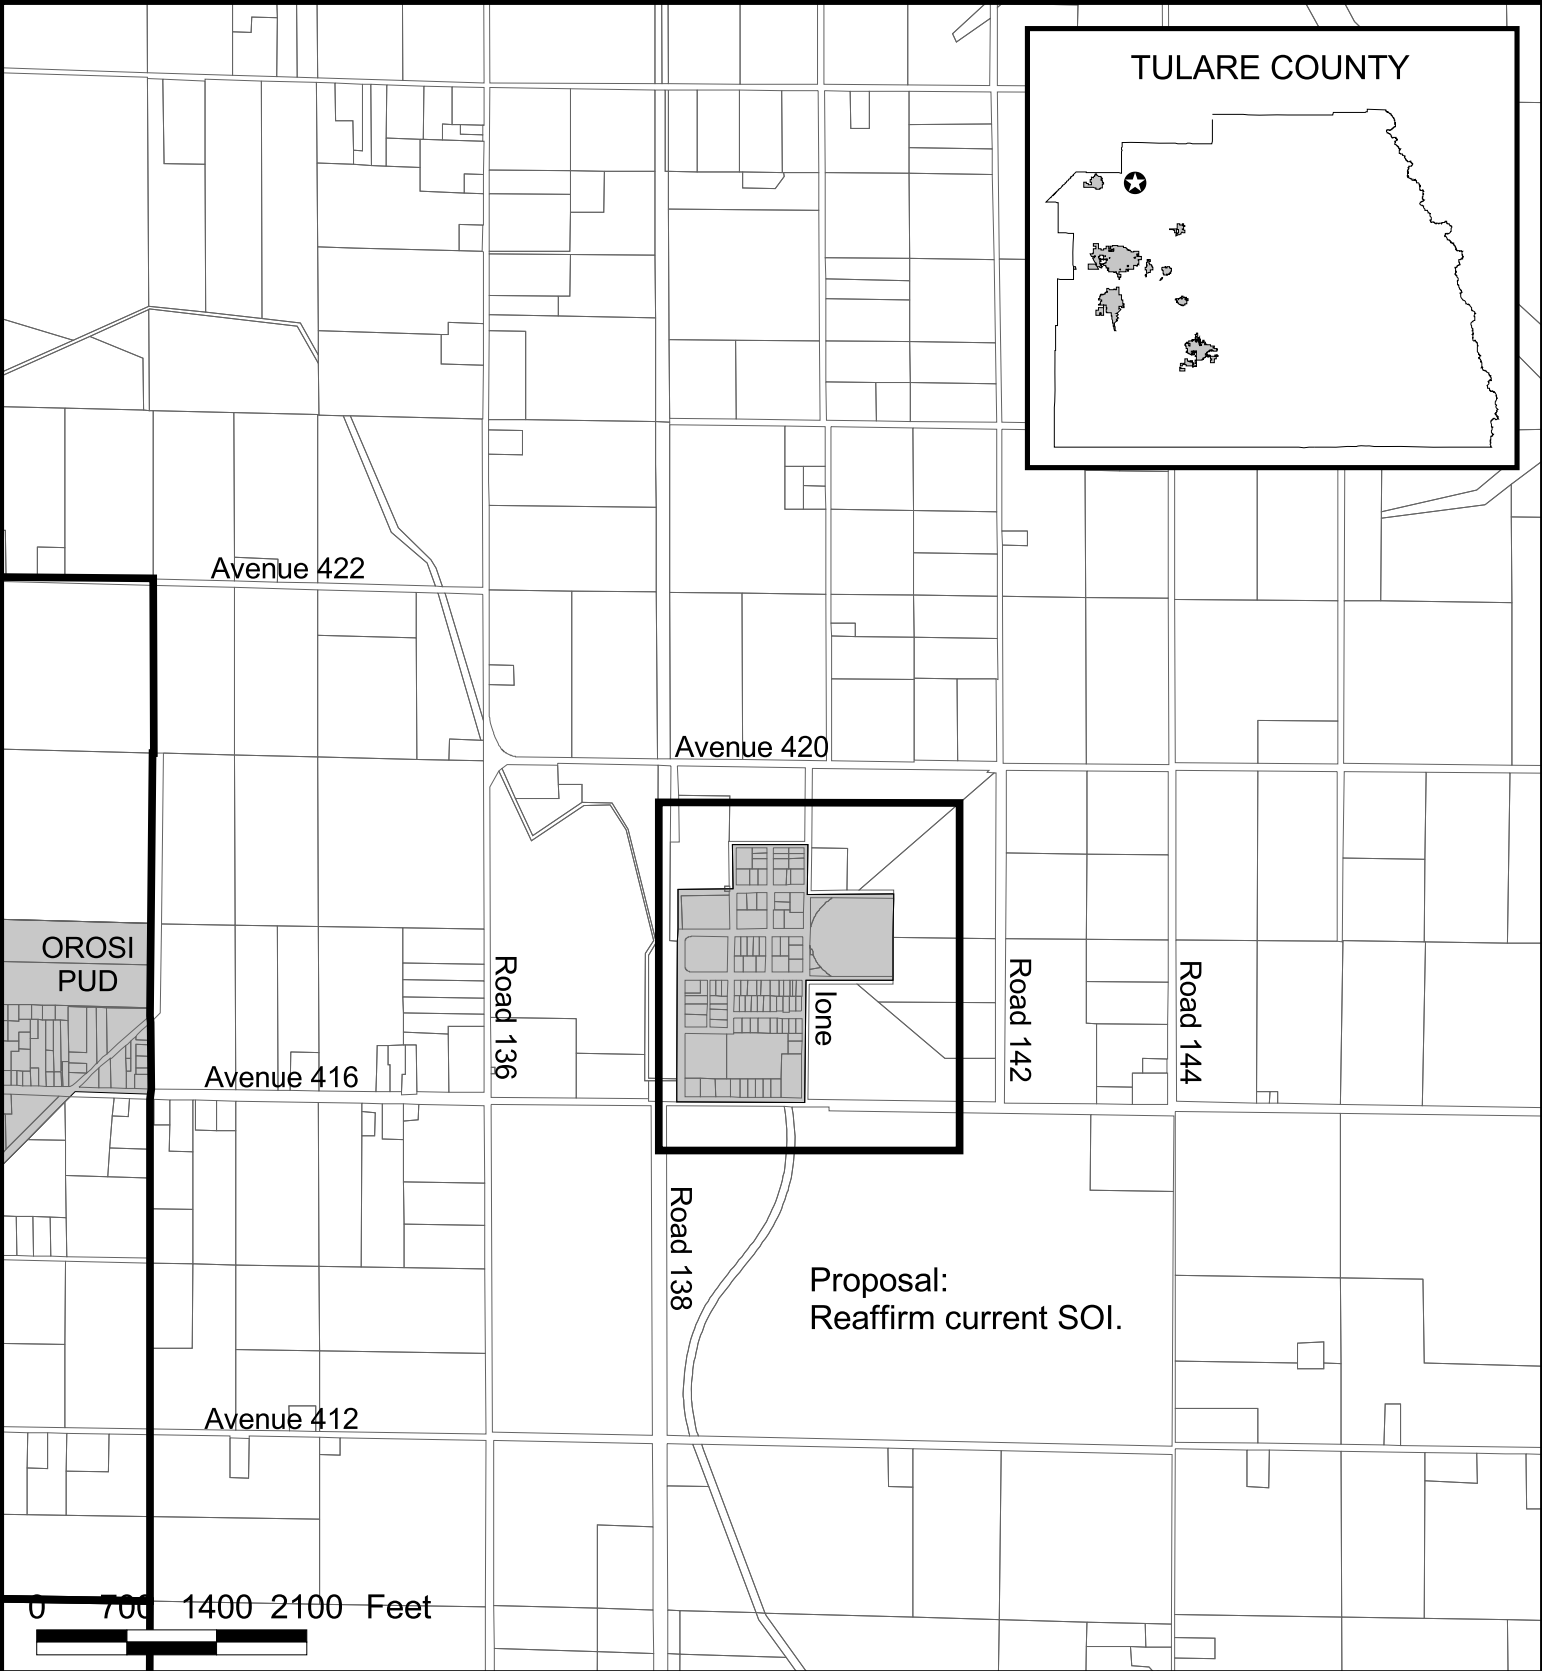 TULARE COUNTY
Avenue 422
Avenue 420
OROSI
PUD
Road 136
Ione
Road 142
Road 144
Avenue 416
Road 138
Proposal:
Reaffirm current SOI.
Avenue 412
0 700 1400 2100 Feet